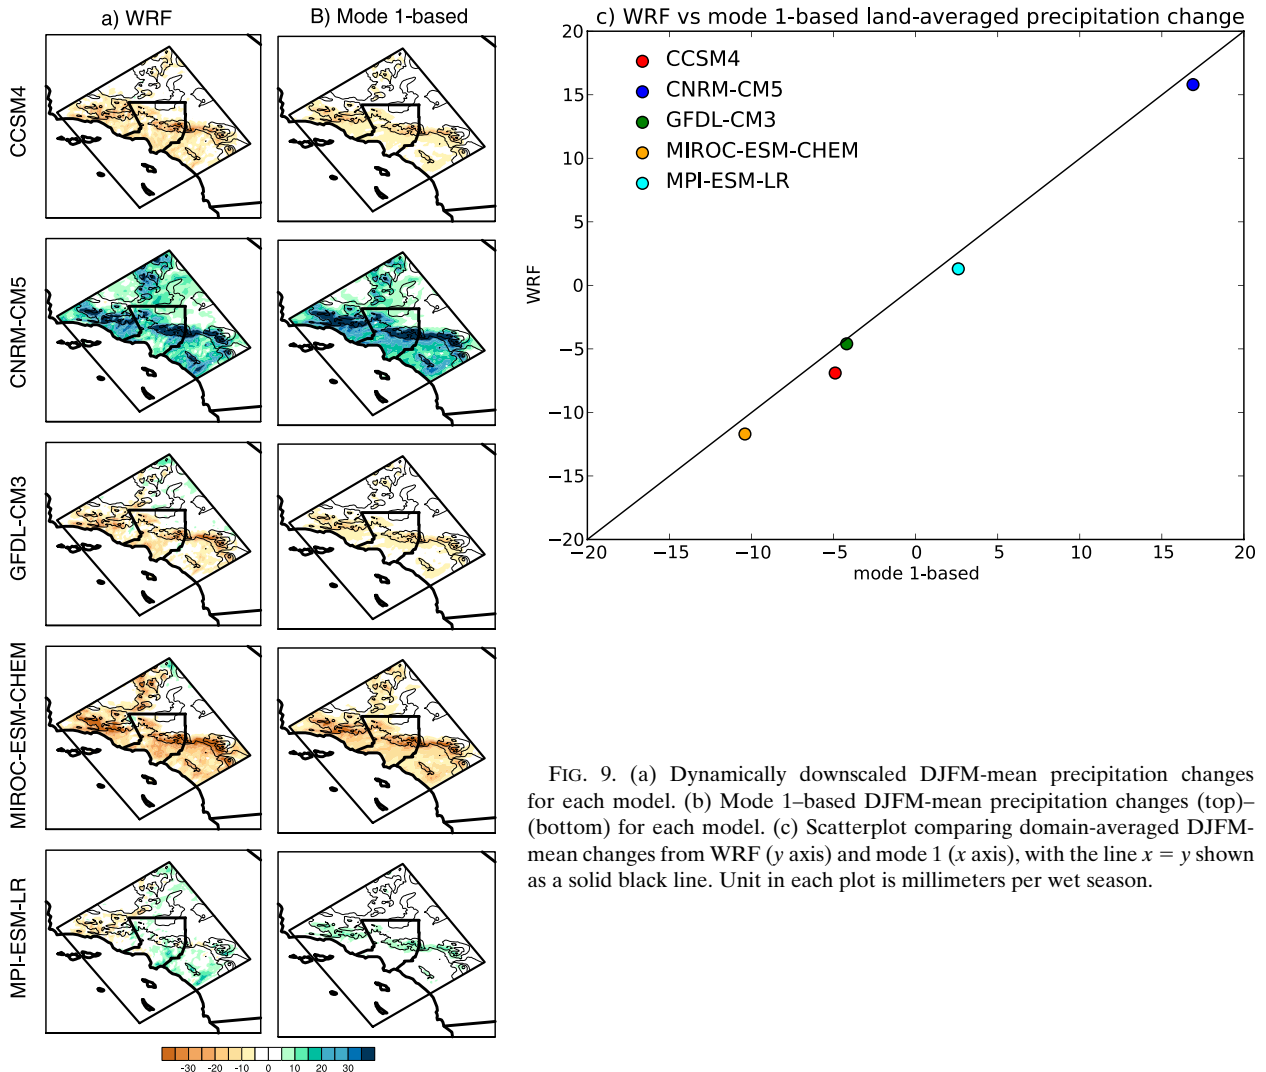 a) WRF
B) Mode 1-based
CCSM4
CNRM-CM5
GFDL-CM3
MIROC-ESM-CHEM
MPI-ESM-LR
-30 -20 -10 0 10 20 30
c) WRF vs mode 1-based land-averaged precipitation change
CCSM4
CNRM-CM5
GFDL-CM3
MIROC-ESM-CHEM
MPI-ESM-LR
20
15
10
5
0
−5
−10
−15
−20
WRF
−20 −15 −10 −5 0 5 10 15 20
mode 1-based
FIG. 9. (a) Dynamically downscaled DJFM-mean precipitation changes
for each model. (b) Mode 1–based DJFM-mean precipitation changes (top)–
(bottom) for each model. (c) Scatterplot comparing domain-averaged DJFM-
mean changes from WRF (y axis) and mode 1 (x axis), with the line x = y shown
as a solid black line. Unit in each plot is millimeters per wet season.